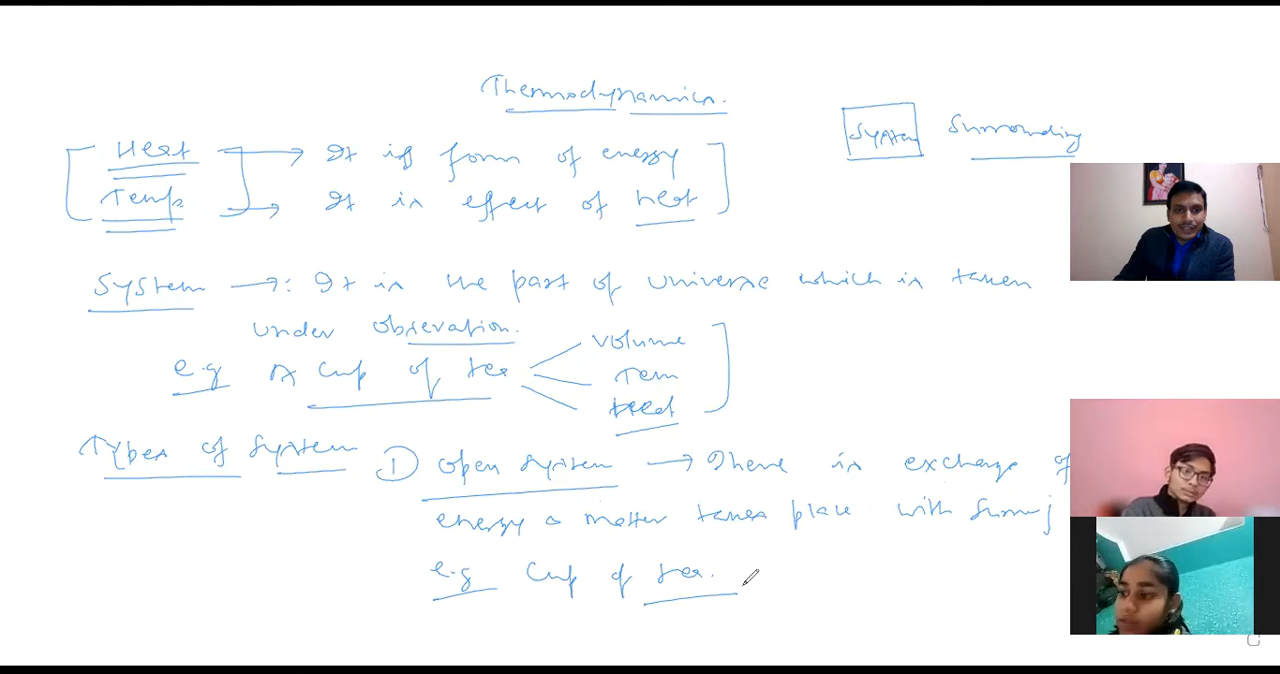 Thermodynamics.
System Surrounding
Heat → It is form of energy
Temp → It is effect of heat
System →: It is the part of universe which is taken
under observation.
e.g A cup of tea
volume
Tem
Heat
Types of System ① open system → There is exchange of
energy & matter takes place with
e.g Cup of tea.